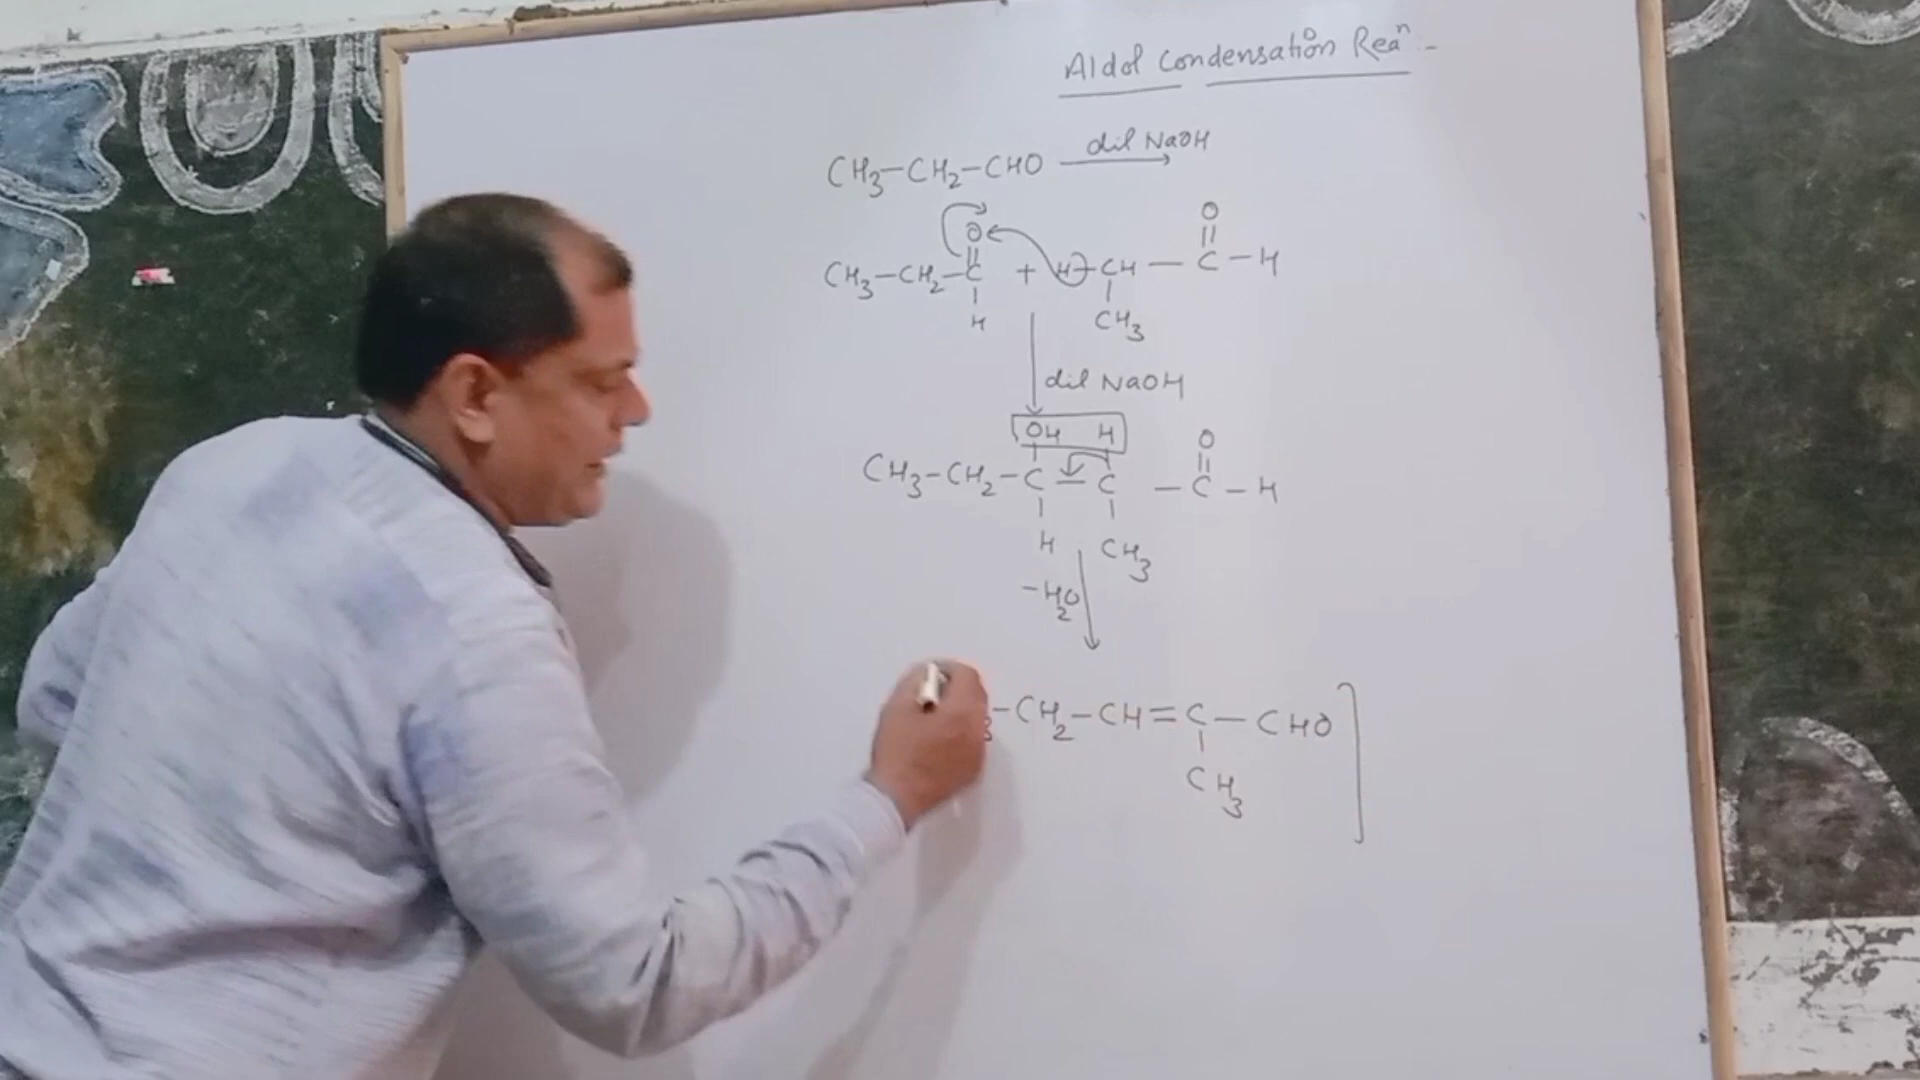 Aldol Condensation Reaⁿ -
CH₃-CH₂-CHO dil NaOH →
O O
|| ||
CH₃-CH₂-C + H-CH — C-H
| |
H CH₃
↓ dil NaOH
OH H O
| | ||
CH₃-CH₂-C — C — C-H
| |
H CH₃
-H₂O ↓
₃-CH₂-CH=C-CHO ]
|
CH₃